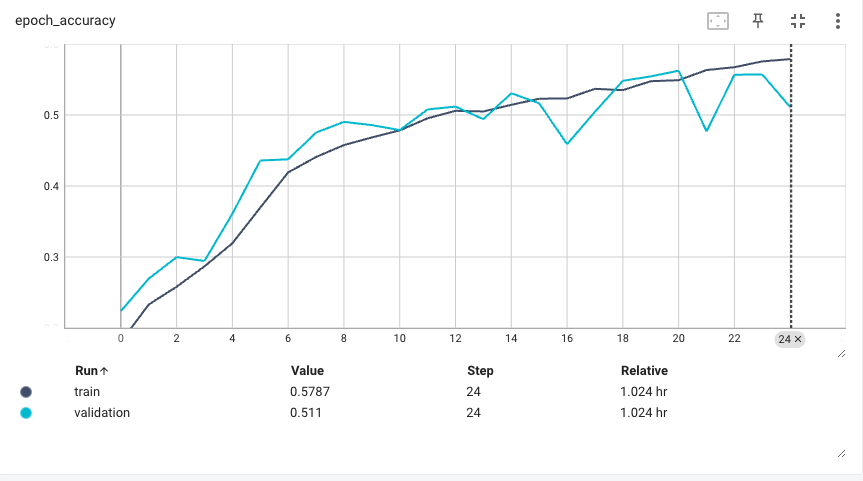 epoch_accuracy
0.5
0.4
0.3
0 2 4 6 8 10 12 14 16 18 20 22 24 ×
Run↑ Value Step Relative
train 0.5787 24 1.024 hr
validation 0.511 24 1.024 hr